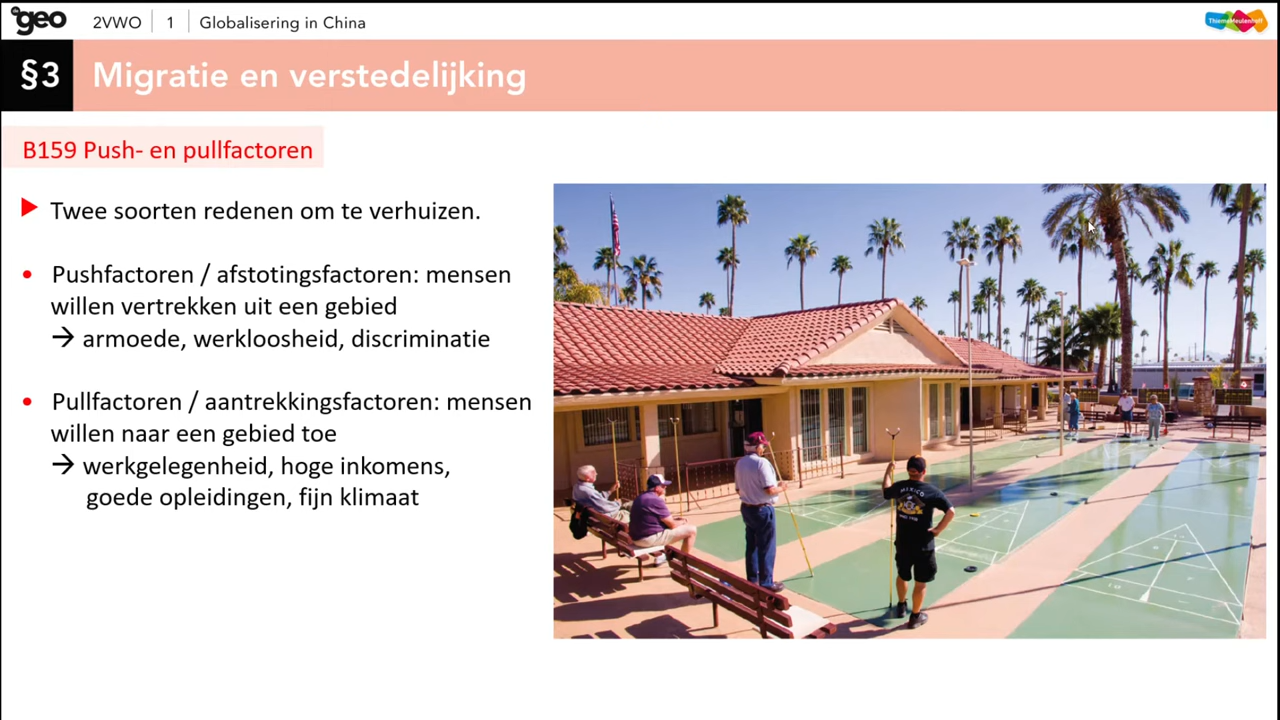 de geo
2VWO
1
Globalisering in China
ThiemeMeulenhoff
§3
Migratie en verstedelijking
B159 Push- en pullfactoren
Twee soorten redenen om te verhuizen.
• Pushfactoren / afstotingsfactoren: mensen
willen vertrekken uit een gebied
→ armoede, werkloosheid, discriminatie
• Pullfactoren / aantrekkingsfactoren: mensen
willen naar een gebied toe
→ werkgelegenheid, hoge inkomens,
goede opleidingen, fijn klimaat
MEXICO